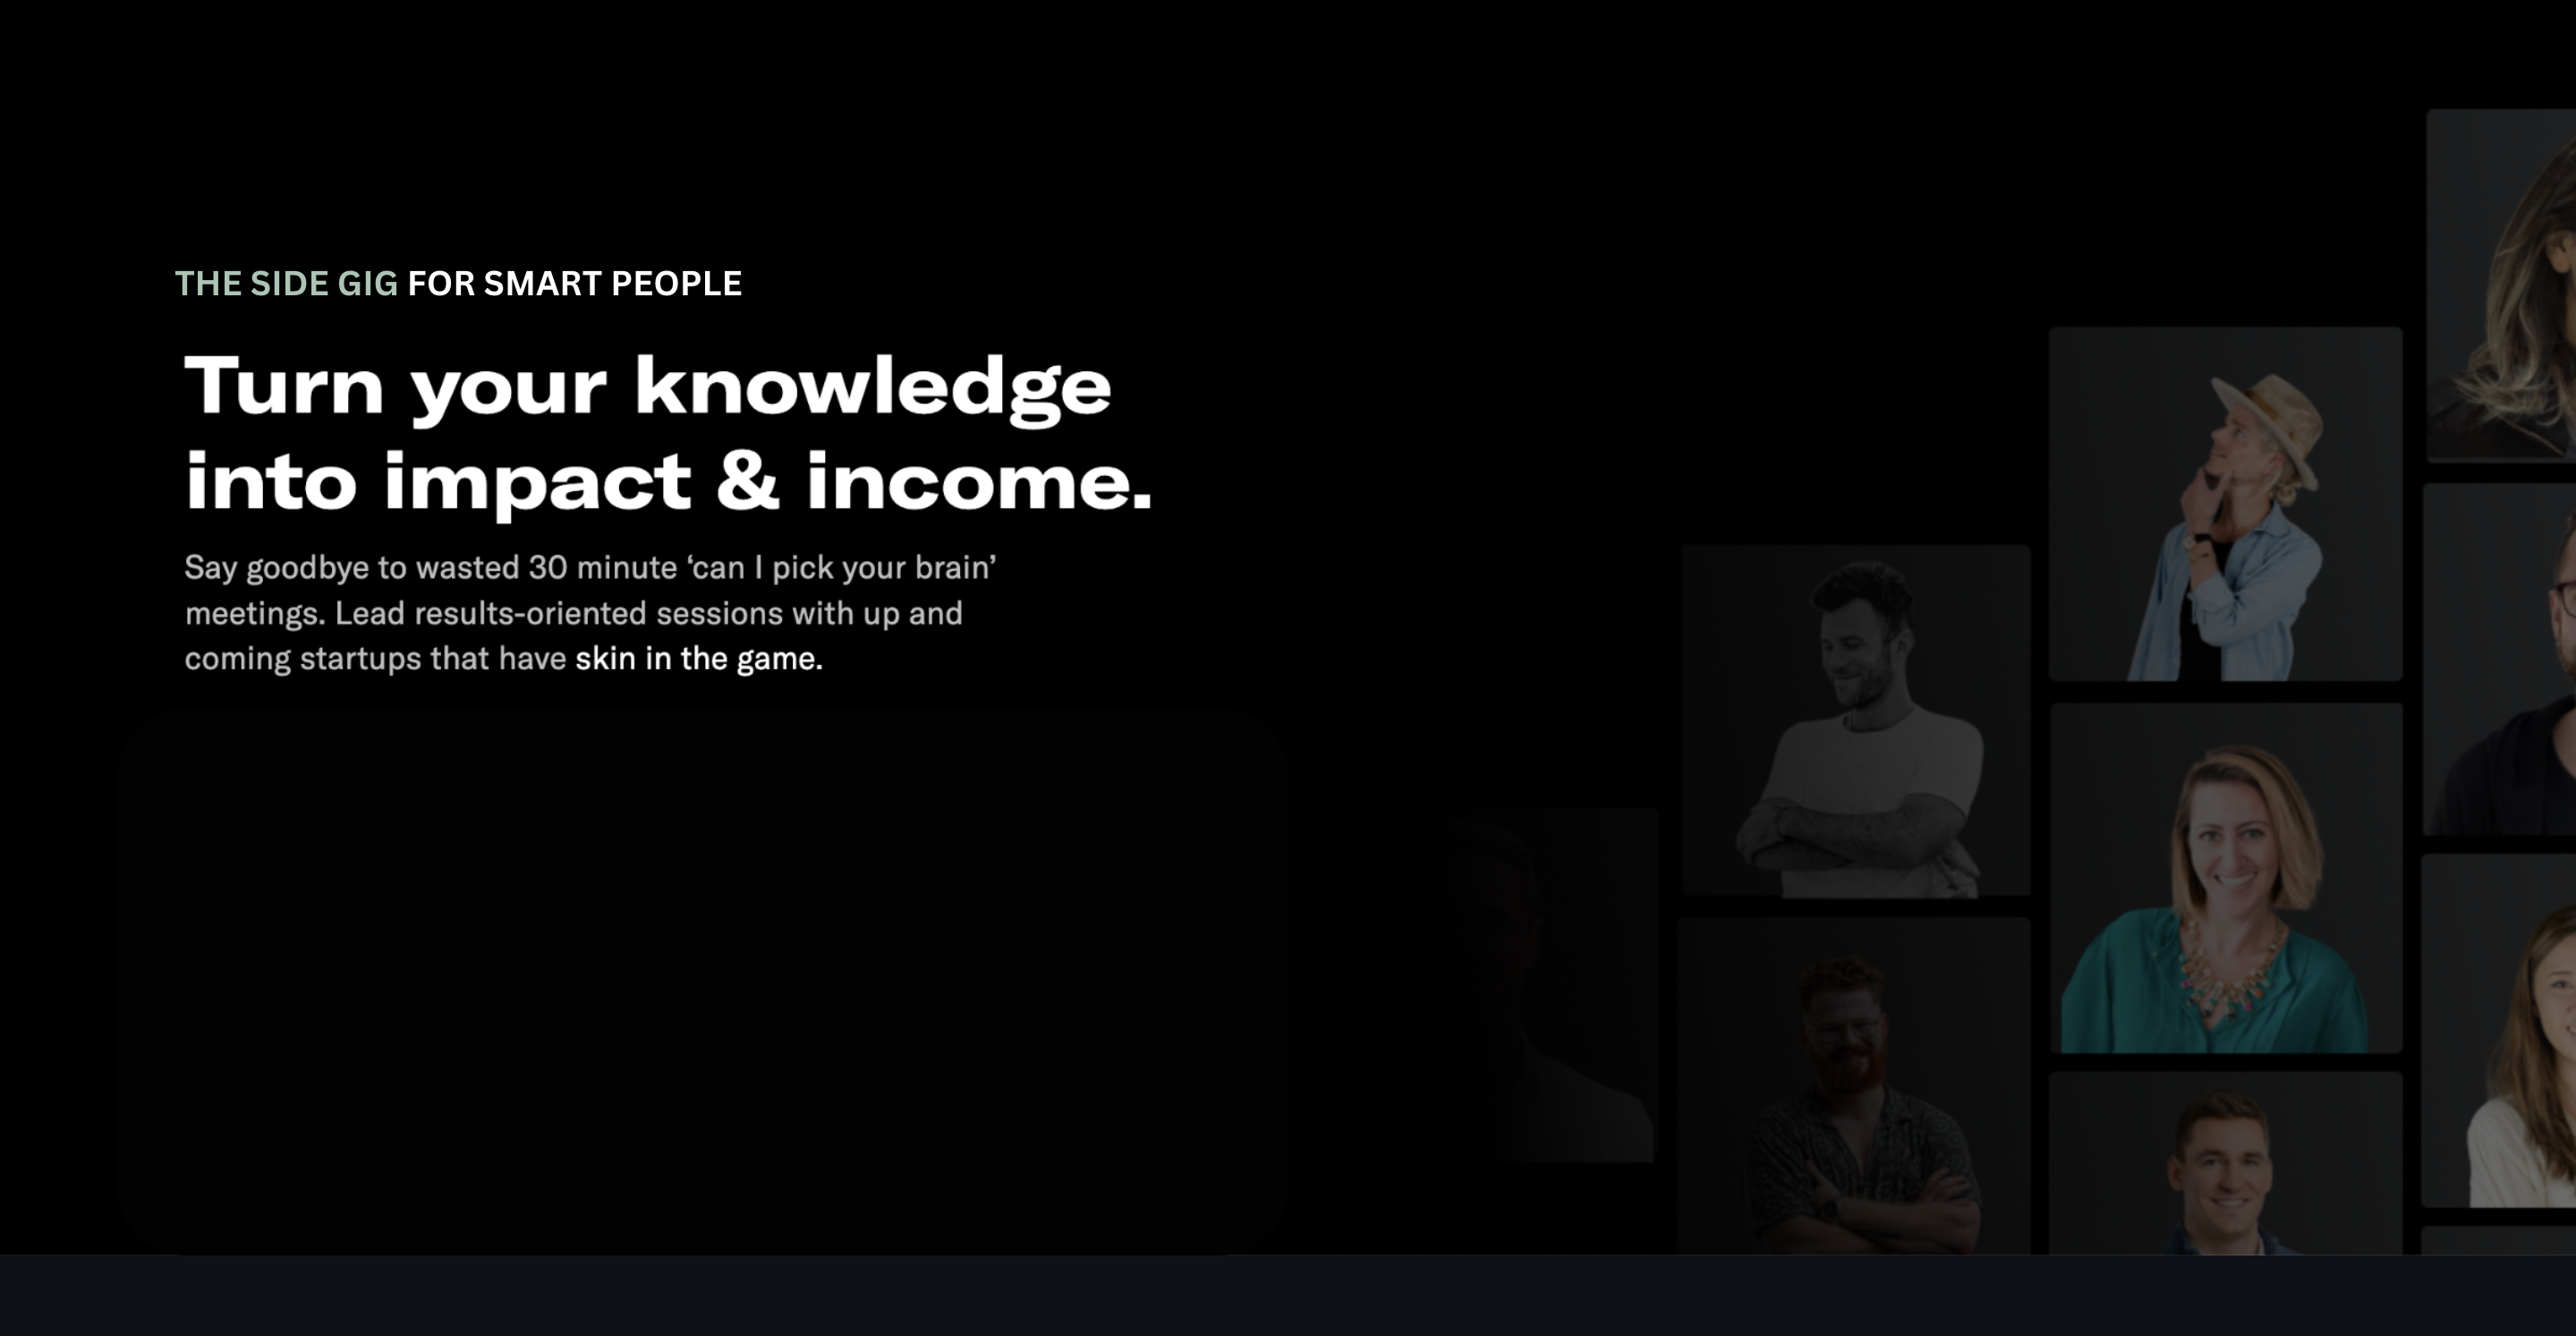 THE SIDE GIG FOR SMART PEOPLE
Turn your knowledge
into impact & income.
Say goodbye to wasted 30 minute ‘can I pick your brain’
meetings. Lead results-oriented sessions with up and
coming startups that have skin in the game.